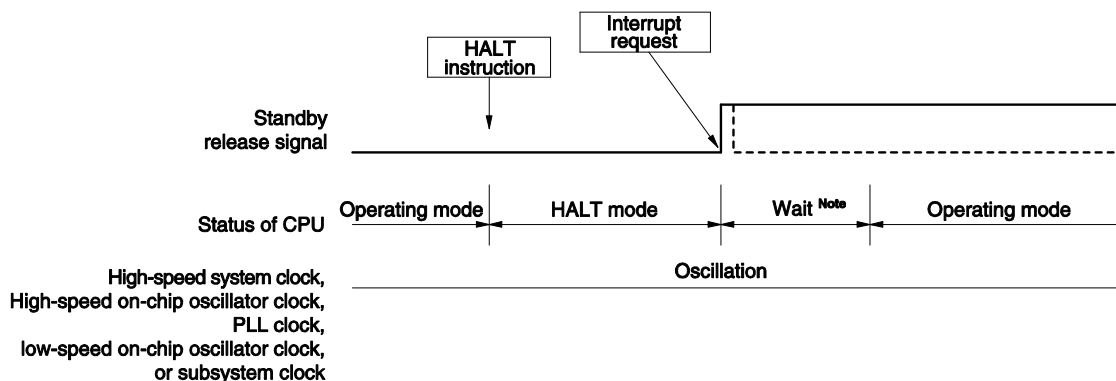 HALT
instruction
Interrupt
request
Standby
release signal
Status of CPU
Operating mode
HALT mode
Wait Note
Operating mode
High-speed system clock,
High-speed on-chip oscillator clock,
PLL clock,
low-speed on-chip oscillator clock,
or subsystem clock
Oscillation